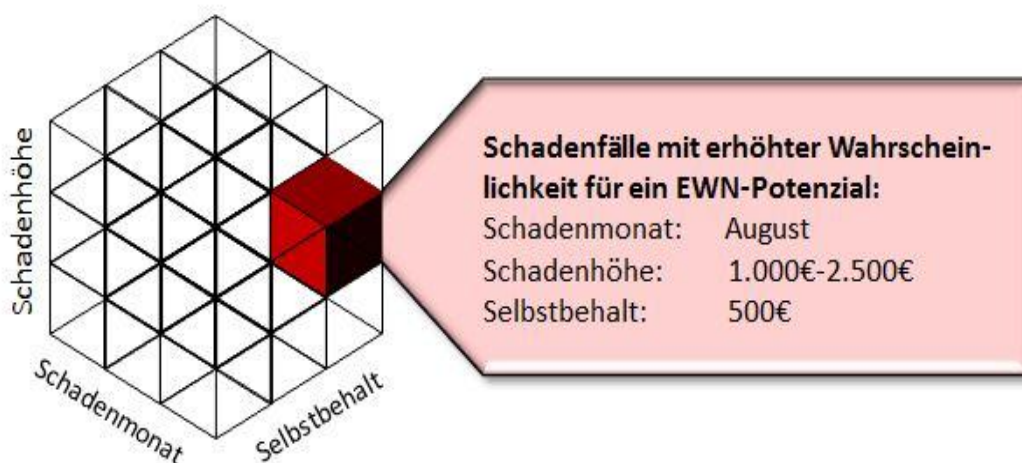 Schadenhöhe
Schadenmonat
Selbstbehalt
Schadenfälle mit erhöhter Wahrschein-
lichkeit für ein EWN-Potenzial:
Schadenmonat: August
Schadenhöhe: 1.000€-2.500€
Selbstbehalt: 500€